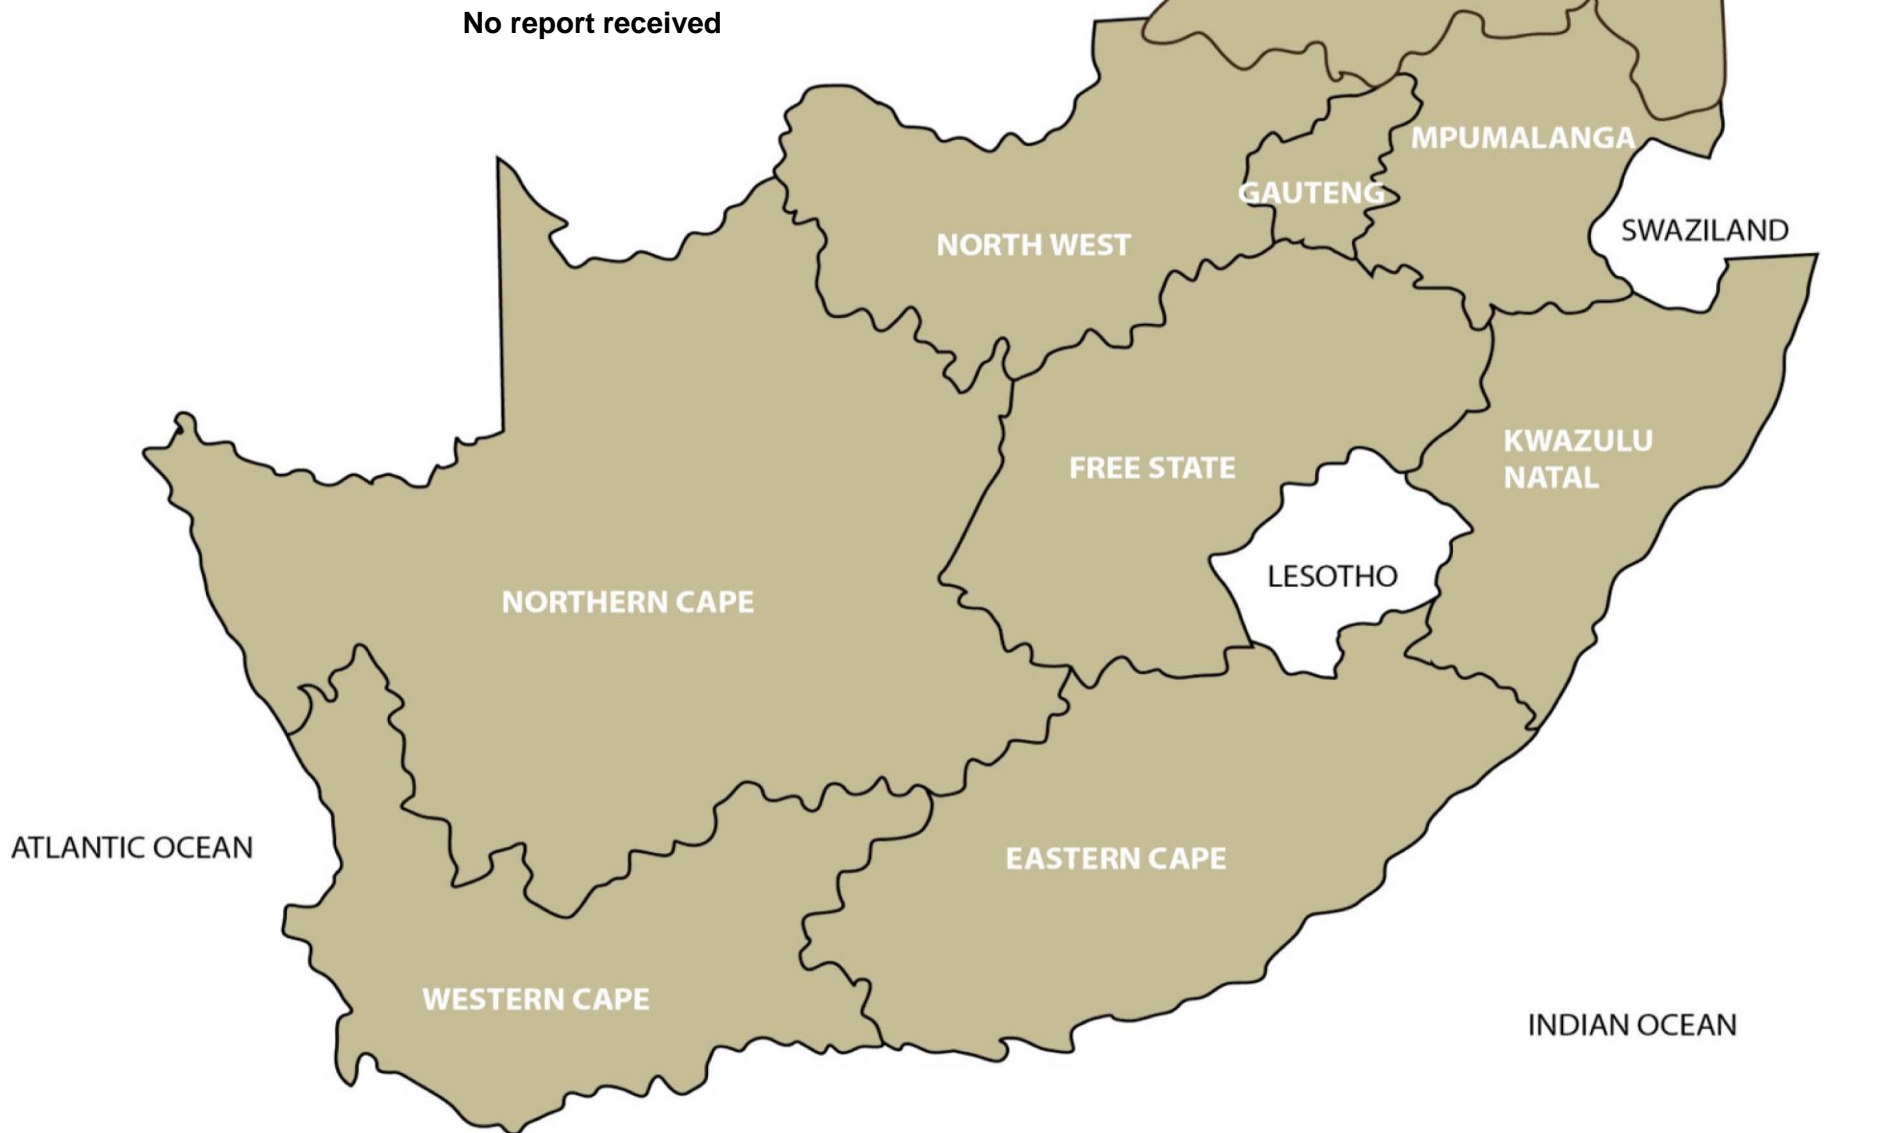 No report received
MPUMALANGA
GAUTENG
SWAZILAND
NORTH WEST
KWAZULU
NATAL
FREE STATE
LESOTHO
NORTHERN CAPE
ATLANTIC OCEAN
EASTERN CAPE
WESTERN CAPE
INDIAN OCEAN